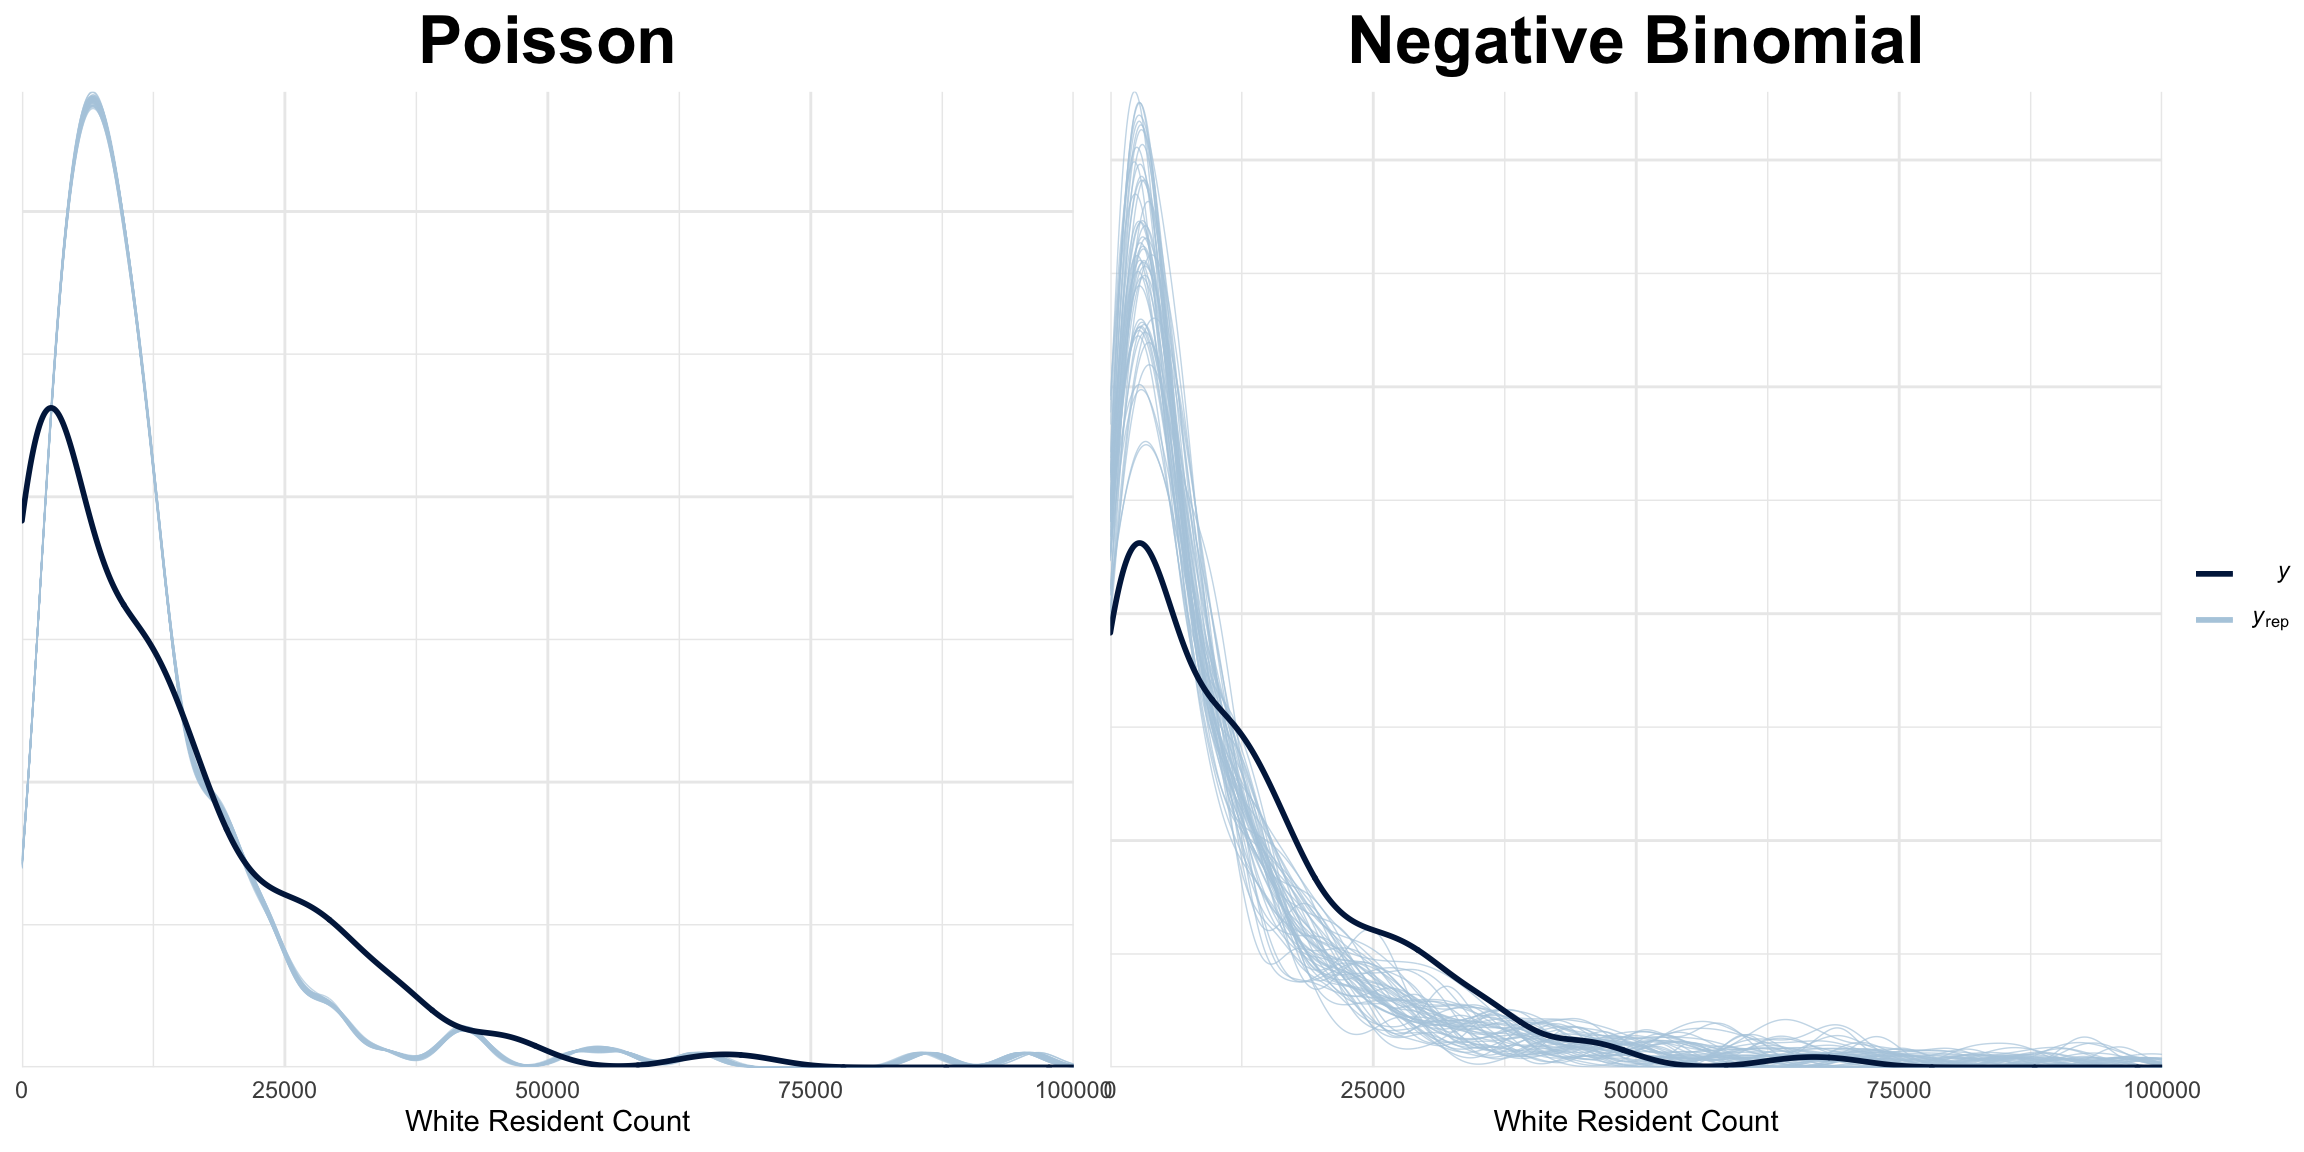 Poisson
Negative Binomial
y
yrep
0 25000 50000 75000 100000
0 25000 50000 75000 100000
White Resident Count
White Resident Count